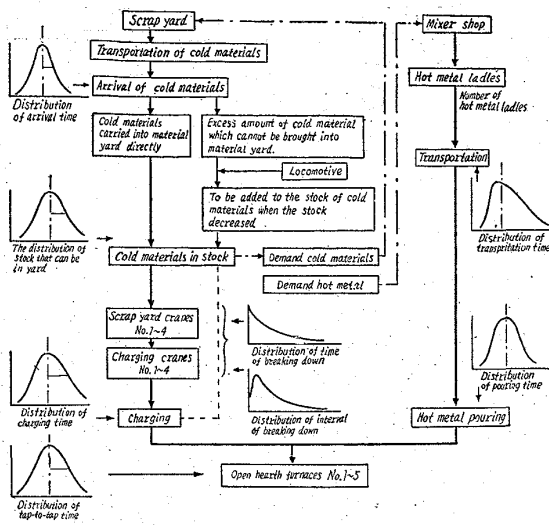 Scrap yard
Transportation of cold materials
Arrival of cold materials
Distribution
of arrival time
Cold materials
carried into material
yard directly
Excess amount of cold material
which cannot be brought into
material yard.
Locomotive
To be added to the stock of cold
materials when the stock
decreased
The distribution of
stock that can be
in yard
Cold materials in stock
Demand cold materials
Demand hot metal
Scrap yard cranes
No.1~4
Charging cranes
No.1~4
Distribution of time
of breaking down
Distribution of
charging time
Charging
Distribution of interval
of breaking down
Distribution of
tap-to-tap time
Open hearth furnaces No.1~5
Mixer shop
Hot metal ladles
Number of
hot metal ladles
Transportation
Distribution of
transportation time
Distribution
of pouring time
Hot metal pouring